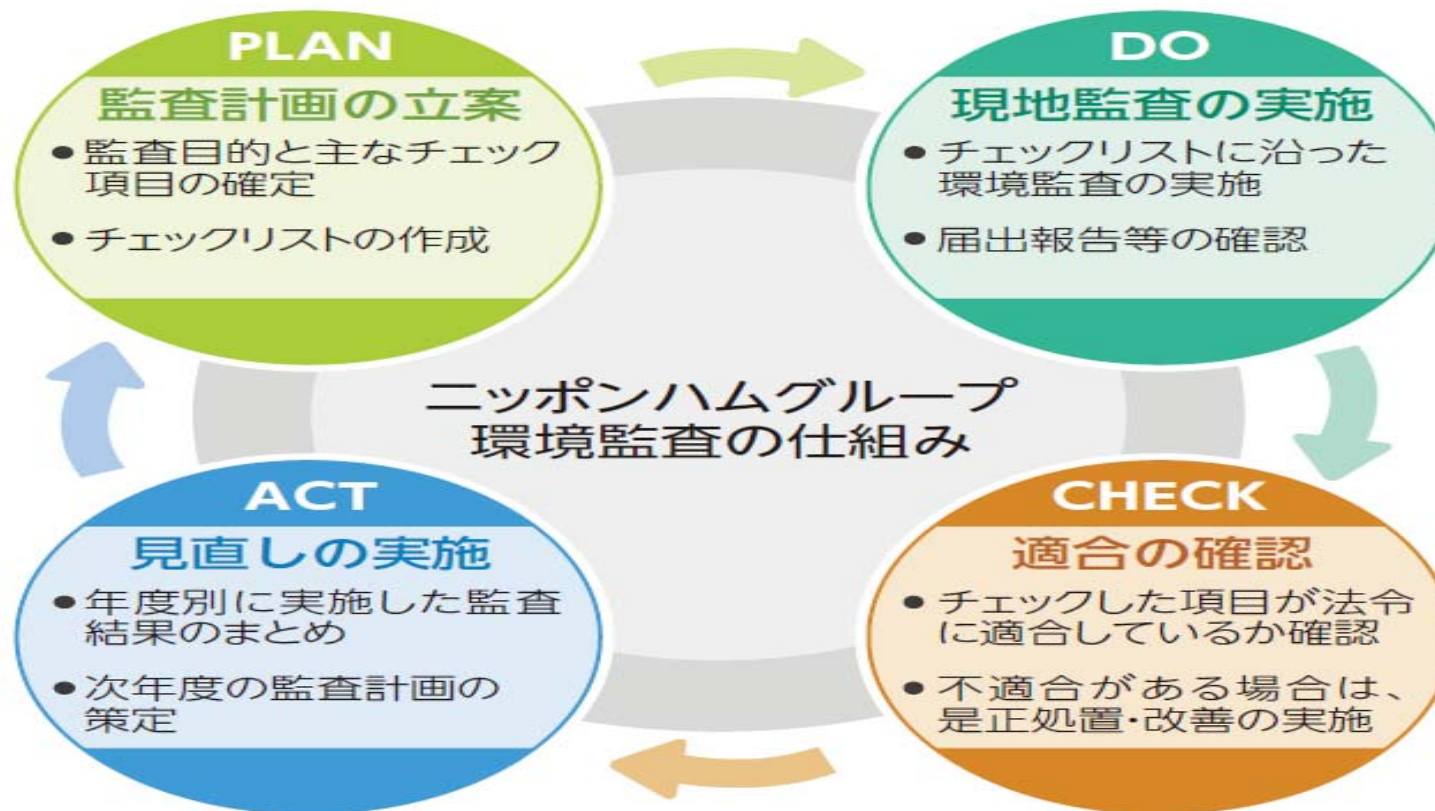 PLAN
監査計画の立案
●監査目的と主なチェック
項目の確定
●チェックリストの作成
DO
現地監査の実施
●チェックリストに沿った
環境監査の実施
●届出報告等の確認
ニッポンハムグループ
環境監査の仕組み
ACT
見直しの実施
●年度別に実施した監査
結果のまとめ
●次年度の監査計画の
策定
CHECK
適合の確認
●チェックした項目が法令
に適合しているか確認
●不適合がある場合は、
是正処置・改善の実施